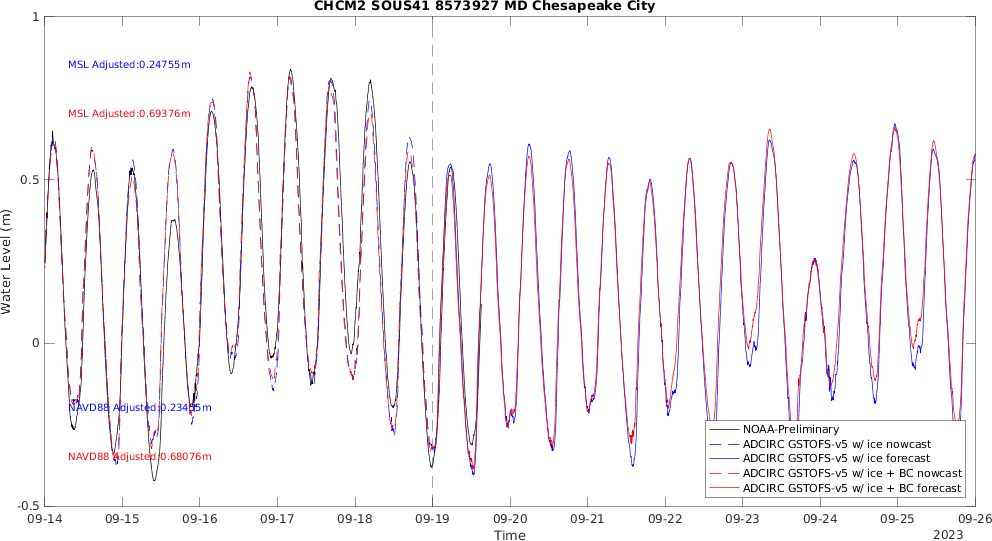 CHCM2 SOUS41 8573927 MD Chesapeake City
1
MSL Adjusted:0.24755m
MSL Adjusted:0.69376m
0.5
Water Level (m)
0
NAVD88 Adjusted:0.23455m
NAVD88 Adjusted:0.68076m
-0.5
NOAA-Preliminary
ADCIRC GSTOFS-v5 w/ ice nowcast
ADCIRC GSTOFS-v5 w/ ice forecast
ADCIRC GSTOFS-v5 w/ ice + BC nowcast
ADCIRC GSTOFS-v5 w/ ice + BC forecast
09-14 09-15 09-16 09-17 09-18 09-19 09-20 09-21 09-22 09-23 09-24 09-25 09-26
Time
2023